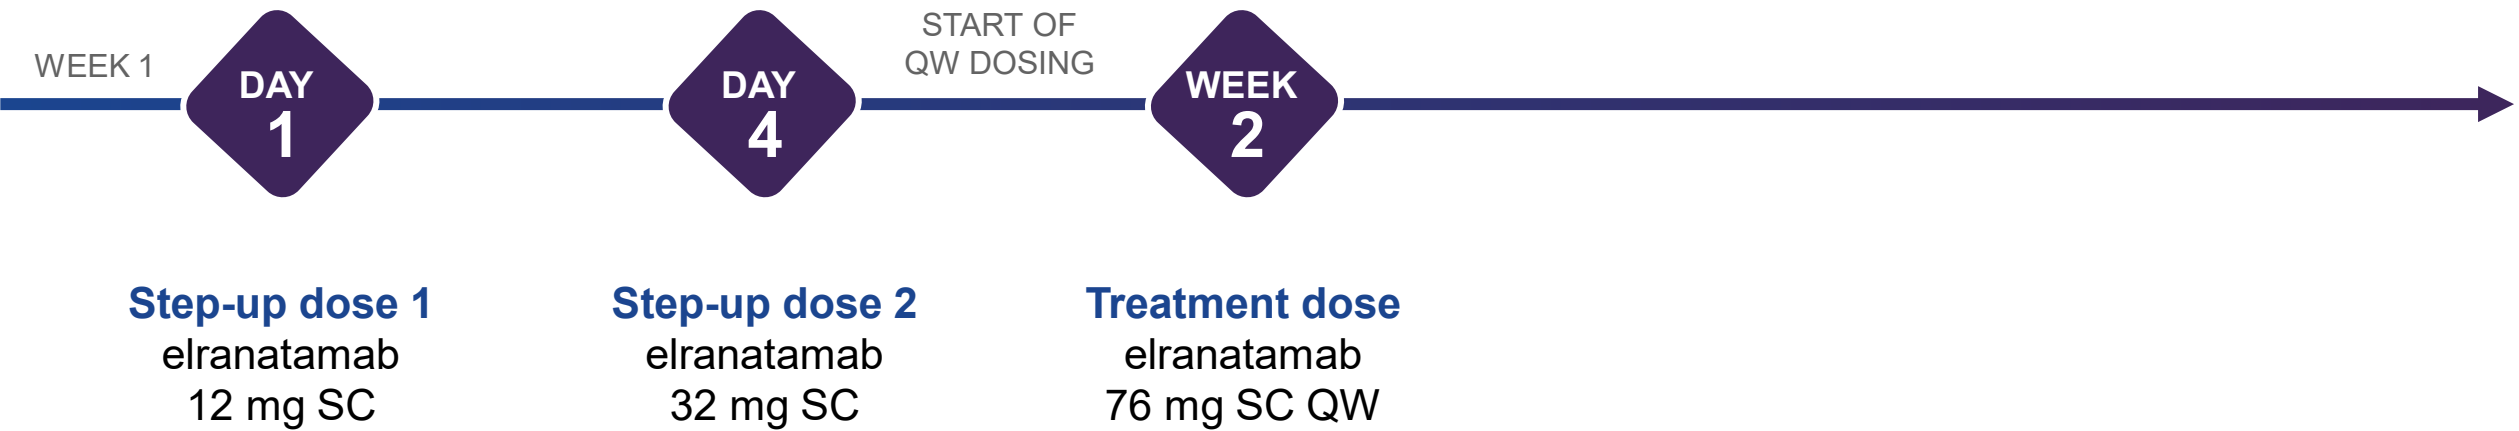 WEEK 1
DAY
1
DAY
4
START OF
QW DOSING
WEEK
2
Step-up dose 1
elranatamab
12 mg SC
Step-up dose 2
elranatamab
32 mg SC
Treatment dose
elranatamab
76 mg SC QW